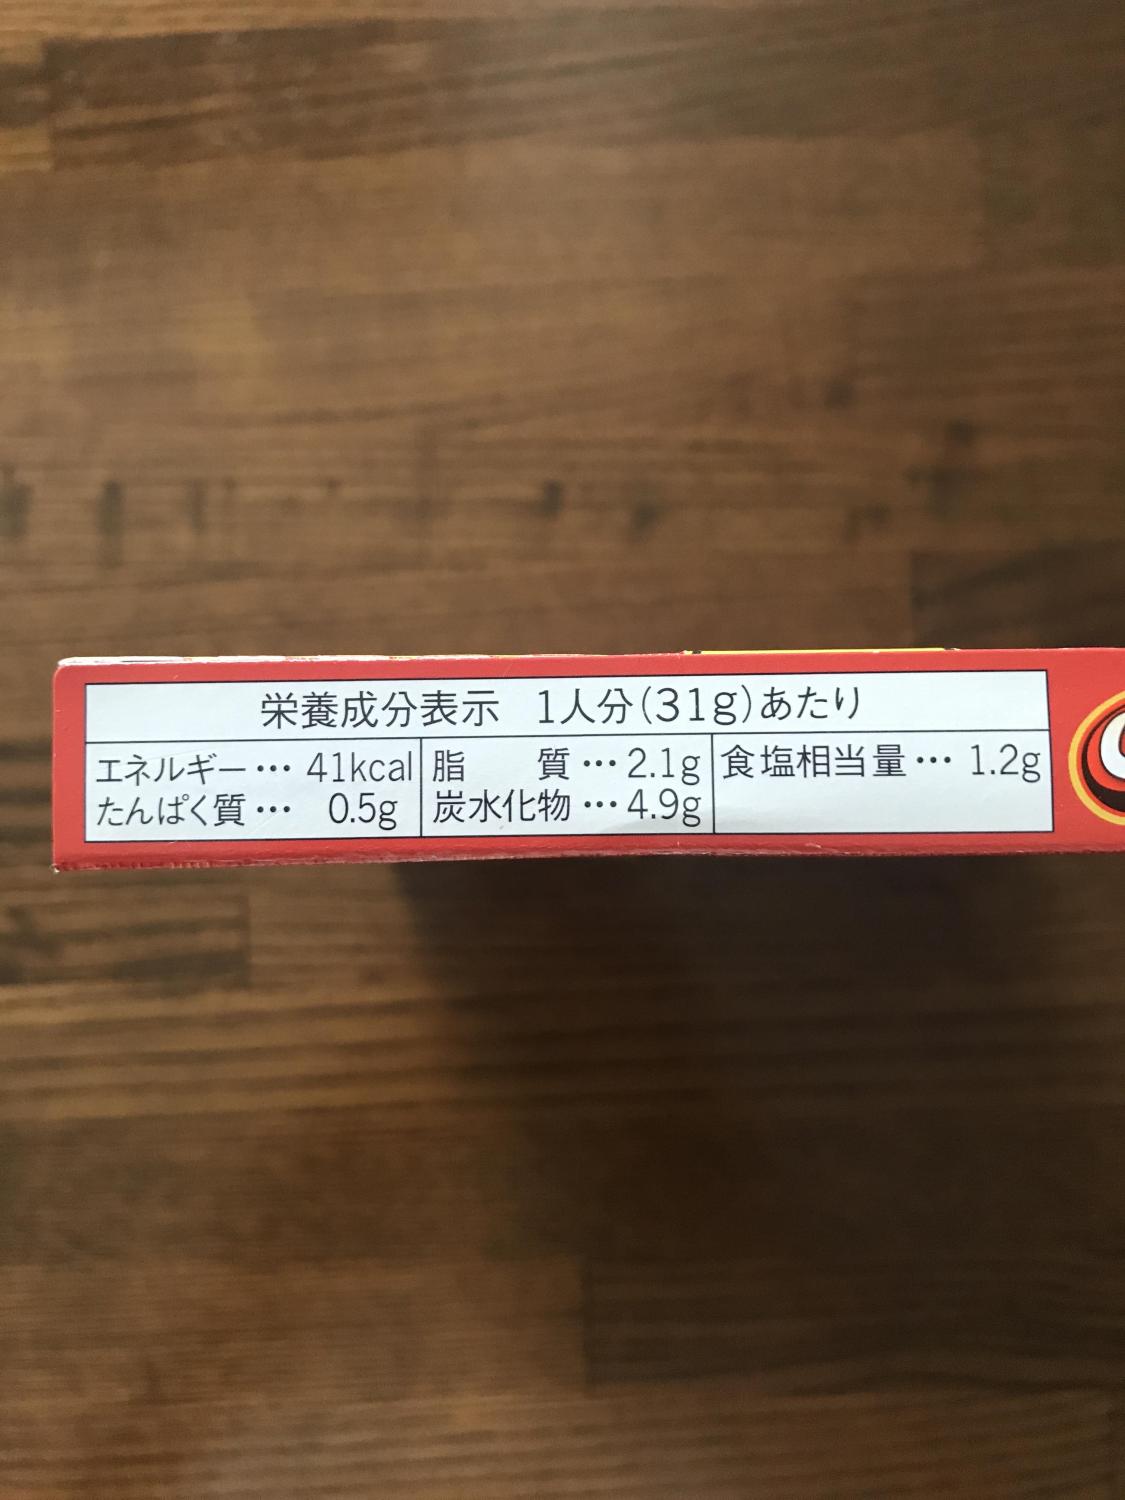 栄養成分表示 1人分(31g)あたり
エネルギー… 41kcal
たんぱく質… 0.5g
脂 質…2.1g
炭水化物…4.9g
食塩相当量… 1.2g